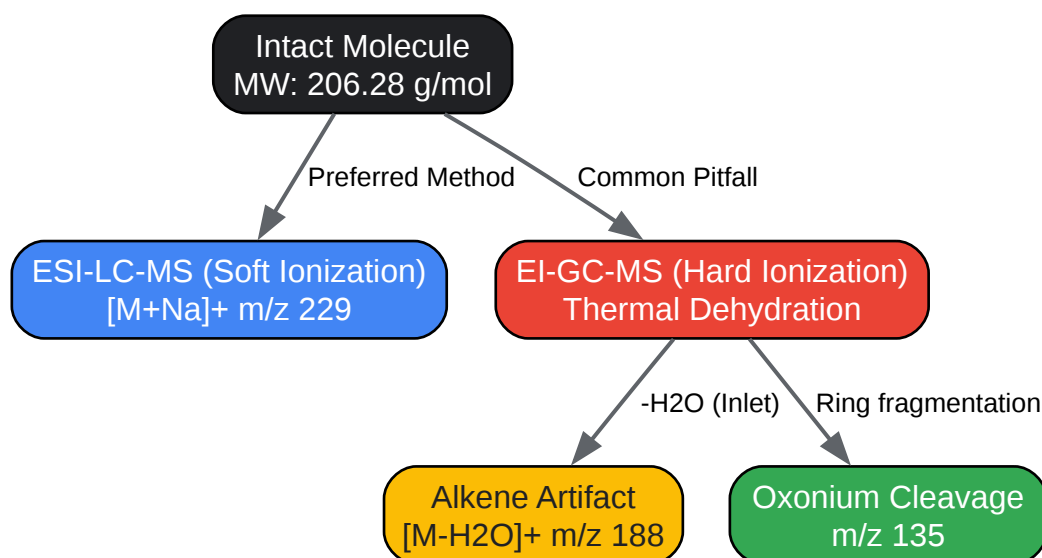 Intact Molecule
MW: 206.28 g/mol
Preferred Method
Common Pitfall
ESI-LC-MS (Soft Ionization)
[M+Na]+ m/z 229
EI-GC-MS (Hard Ionization)
Thermal Dehydration
-H2O (Inlet)
Ring fragmentation
Alkene Artifact
[M-H2O]+ m/z 188
Oxonium Cleavage
m/z 135